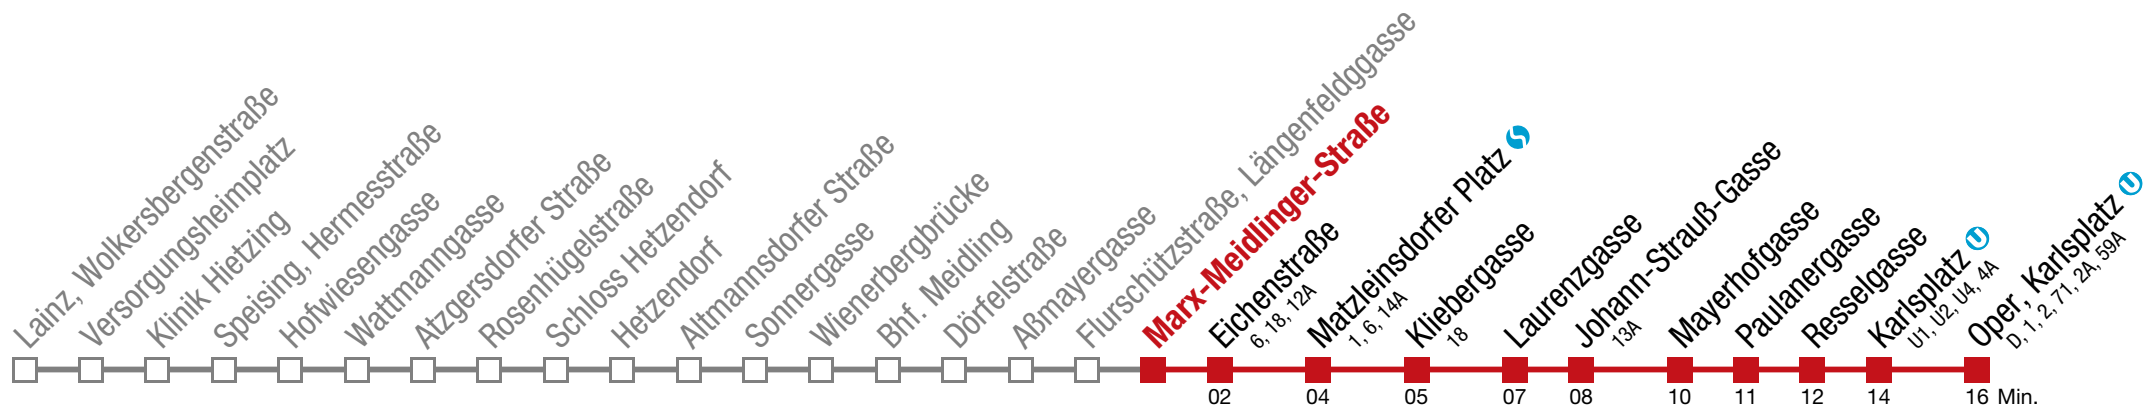 Lainz, Wolkersbergenstraße
Versorgungsheimplatz
Klinik Hietzing
Speising, Hermesstraße
Hofwiesengasse
Wattmanngasse
Atzgersdorfer Straße
Rosenhügelstraße
Schloss Hetzendorf
Hetzendorf
Altmannsdorfer Straße
Sonnergasse
Wienerbergbrücke
Bhf. Meidling
Dörfelstraße
Aßmayergasse
Flurschützstraße, Längenfeldggasse
Marx-Meidlinger-Straße
Eichenstraße
6, 18, 12A
Matzleinsdorfer Platz S
1, 6, 14A
Kliebergasse
18
Laurenzgasse
Johann-Strauß-Gasse
13A
Mayerhofgasse
Paulanergasse
Resselgasse
Karlsplatz U
U1, U2, U4, 4A
Oper, Karlsplatz U
D, 1, 2, 71, 2A, 59A
02 04 05 07 08 10 11 12 14 16 Min.